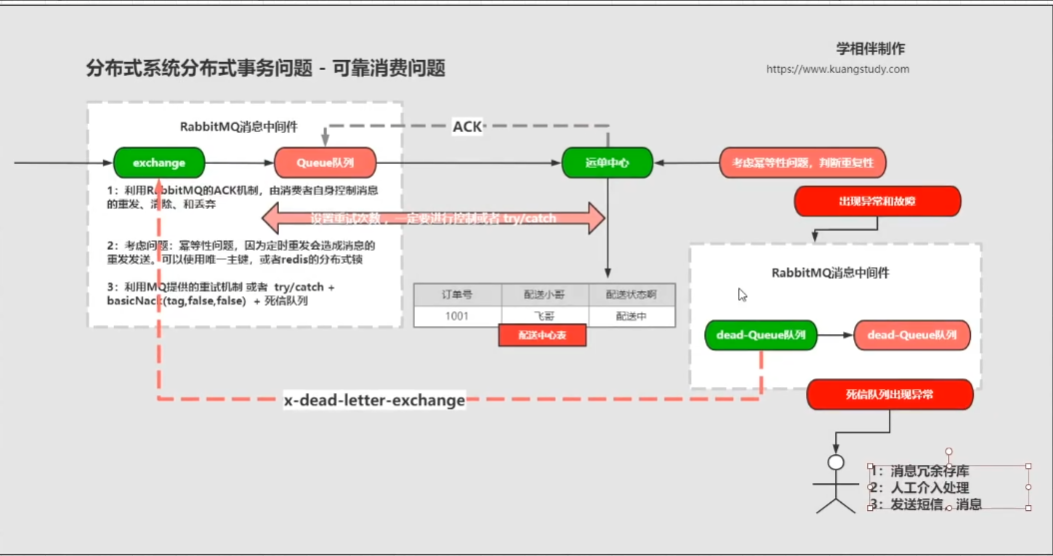 学相伴制作
分布式系统分布式事务问题 - 可靠消费问题
https://www.kuangstudy.com
RabbitMQ消息中间件
ACK
exchange
Queue队列
运单中心
考虑幂等性问题，判断重复性
1：利用RabbitMQ的ACK机制，由消费者自身控制消息
的重发、清除、和丢弃
出现异常和故障
设置重试次数，一定要进行控制或者 try/catch
2：考虑问题：幂等性问题，因为定时重发会造成消息的
重发发送。可以使用唯一主键，或者redis的分布式锁
3：利用MQ提供的重试机制 或者 try/catch +
basicNack(tag,false,false) + 死信队列
RabbitMQ消息中间件
订单号 配送小哥 配送状态啊
1001 飞哥 配送中
配送中心表
dead-Queue队列
dead-Queue队列
x-dead-letter-exchange
死信队列出现异常
1：消息冗余存库
2：人工介入处理
3：发送短信，消息